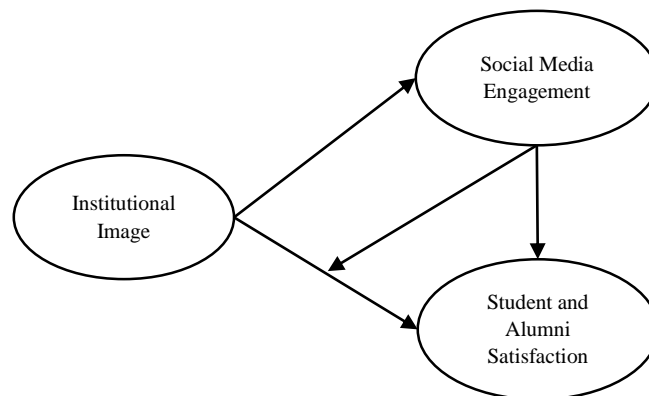 Social Media
Engagement
Institutional
Image
Student and
Alumni
Satisfaction